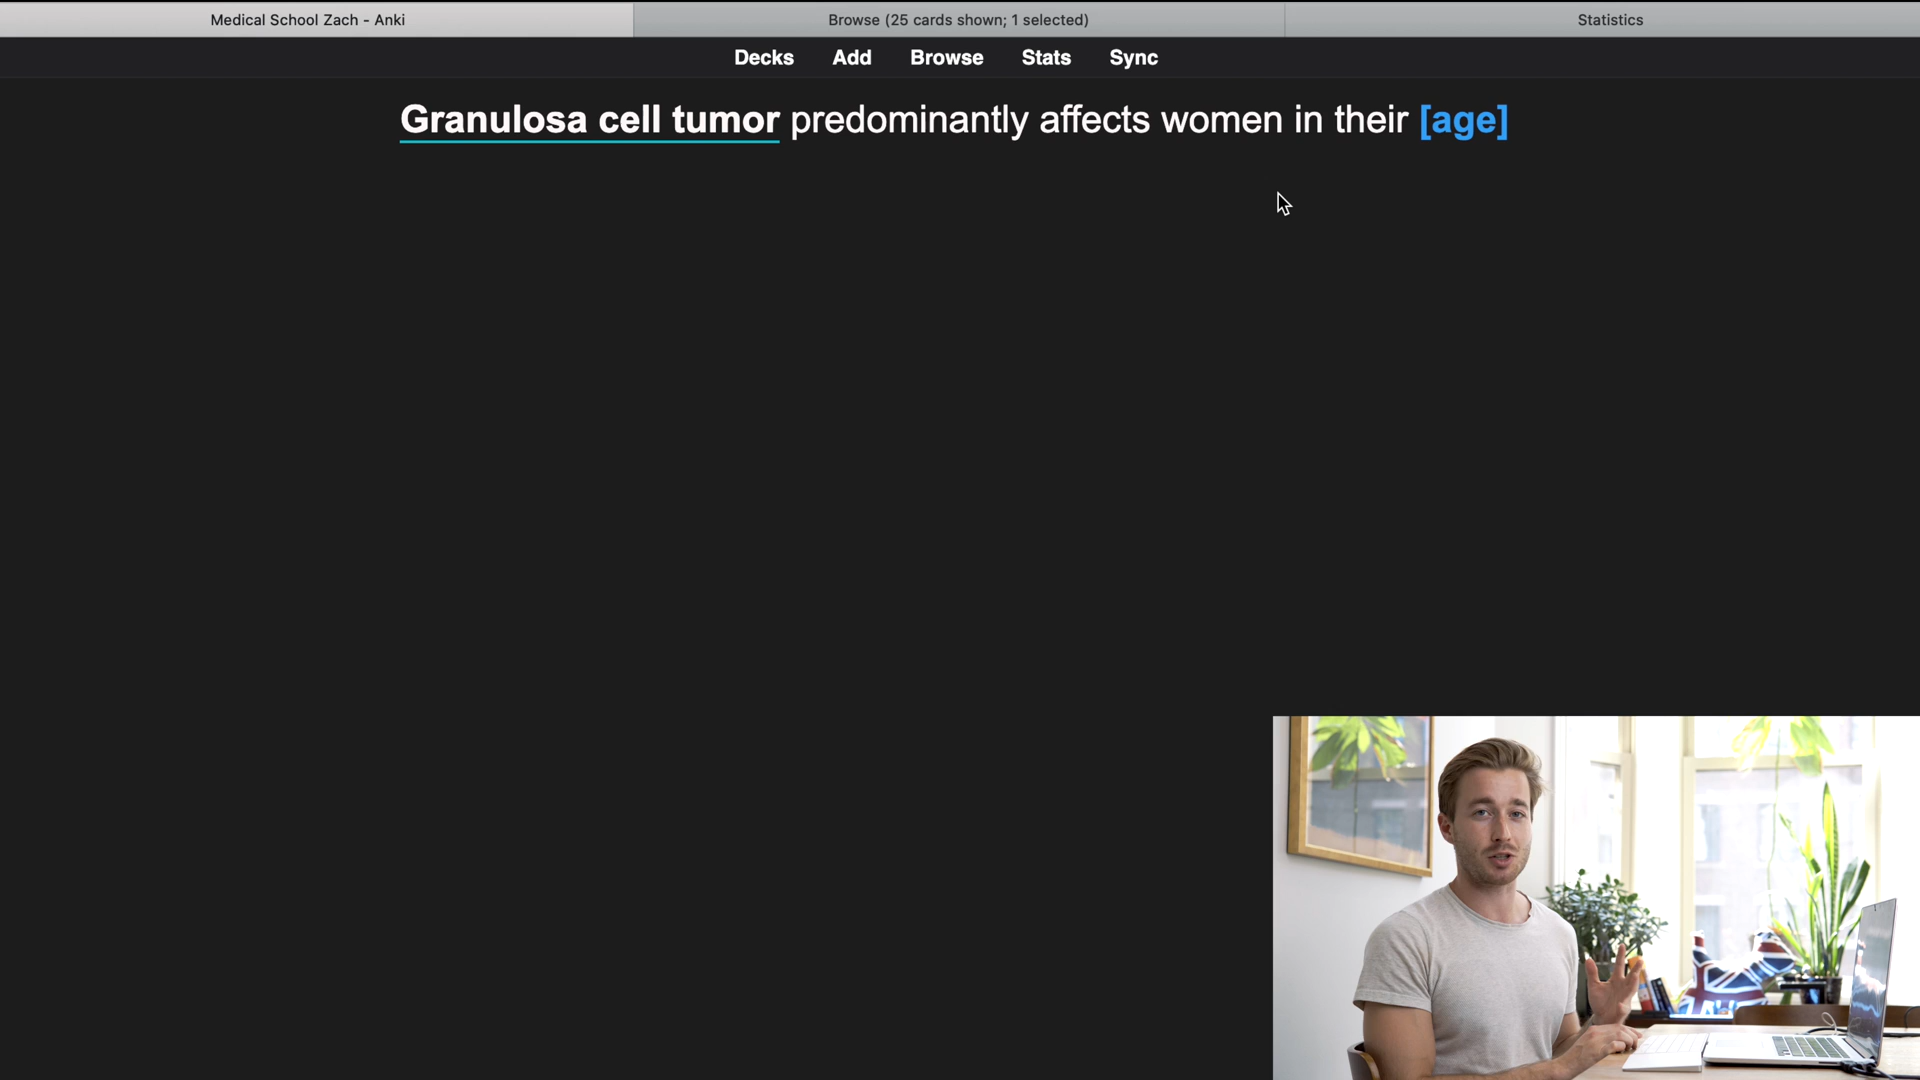 Medical School Zach - Anki
Browse (25 cards shown; 1 selected)
Statistics
Decks Add Browse Stats Sync
Granulosa cell tumor predominantly affects women in their [age]